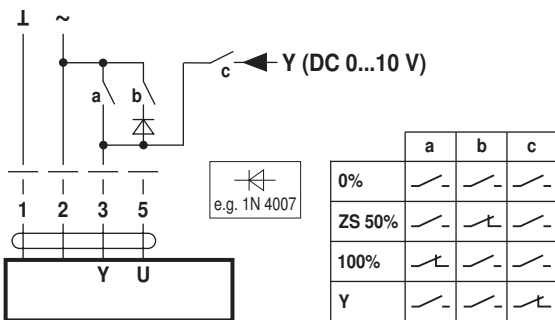 ⊥ ~
a b c Y (DC 0...10 V)
1 2 3 5
Y U
e.g. 1N 4007
a b c
0%
ZS 50%
100%
Y